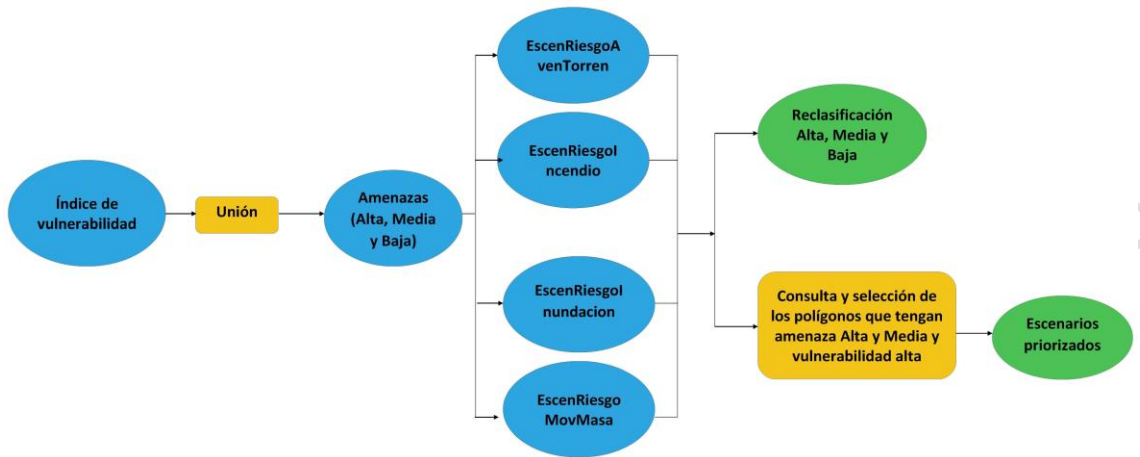 Índice de
vulnerabilidad
Unión
Amenazas
(Alta, Media
y Baja)
EscenRiesgoA
venTorren
EscenRiesgoI
ncendio
EscenRiesgoI
nundacion
EscenRiesgo
MovMasa
Reclasificación
Alta, Media y
Baja
Consulta y selección de
los polígonos que tengan
amenaza Alta y Media y
vulnerabilidad alta
Escenarios
priorizados